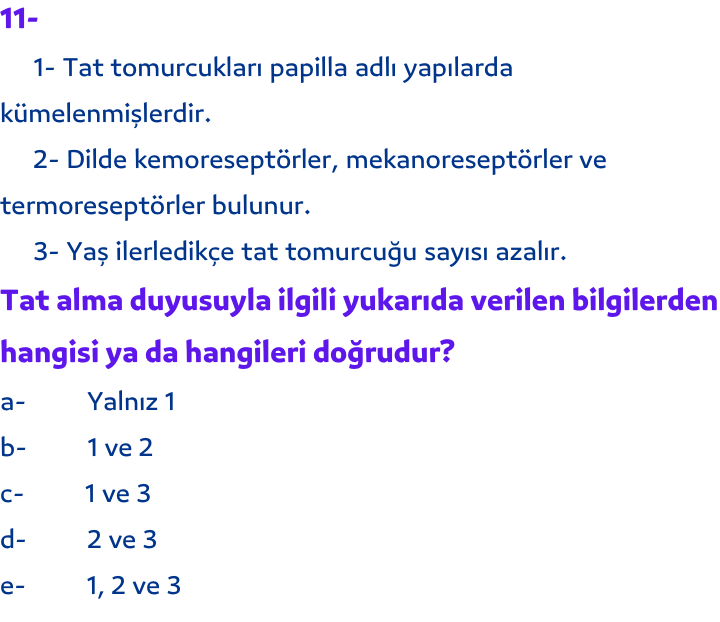 11-
1- Tat tomurcukları papilla adlı yapılarda
kümelenmişlerdir.
2- Dilde kemoreseptörler, mekanoreseptörler ve
termoreseptörler bulunur.
3- Yaş ilerledikçe tat tomurcuğu sayısı azalır.
Tat alma duyusuyla ilgili yukarıda verilen bilgilerden
hangisi ya da hangileri doğrudur?
a- Yalnız 1
b- 1 ve 2
c- 1 ve 3
d- 2 ve 3
e- 1, 2 ve 3